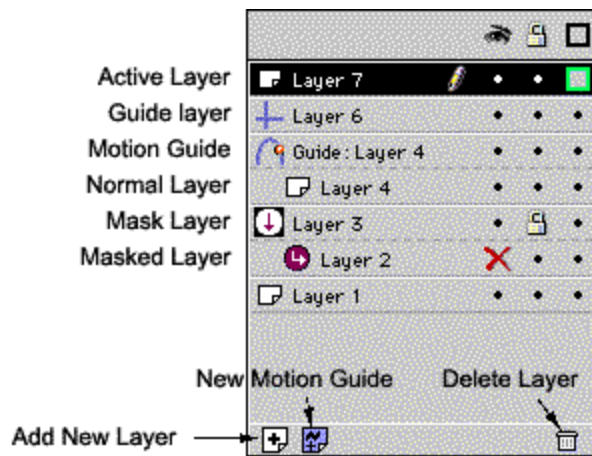 Active Layer Layer 7
Guide layer Layer 6
Motion Guide Guide: Layer 4
Normal Layer Layer 4
Mask Layer Layer 3
Masked Layer Layer 2
Layer 1
New Motion Guide Delete Layer
Add New Layer